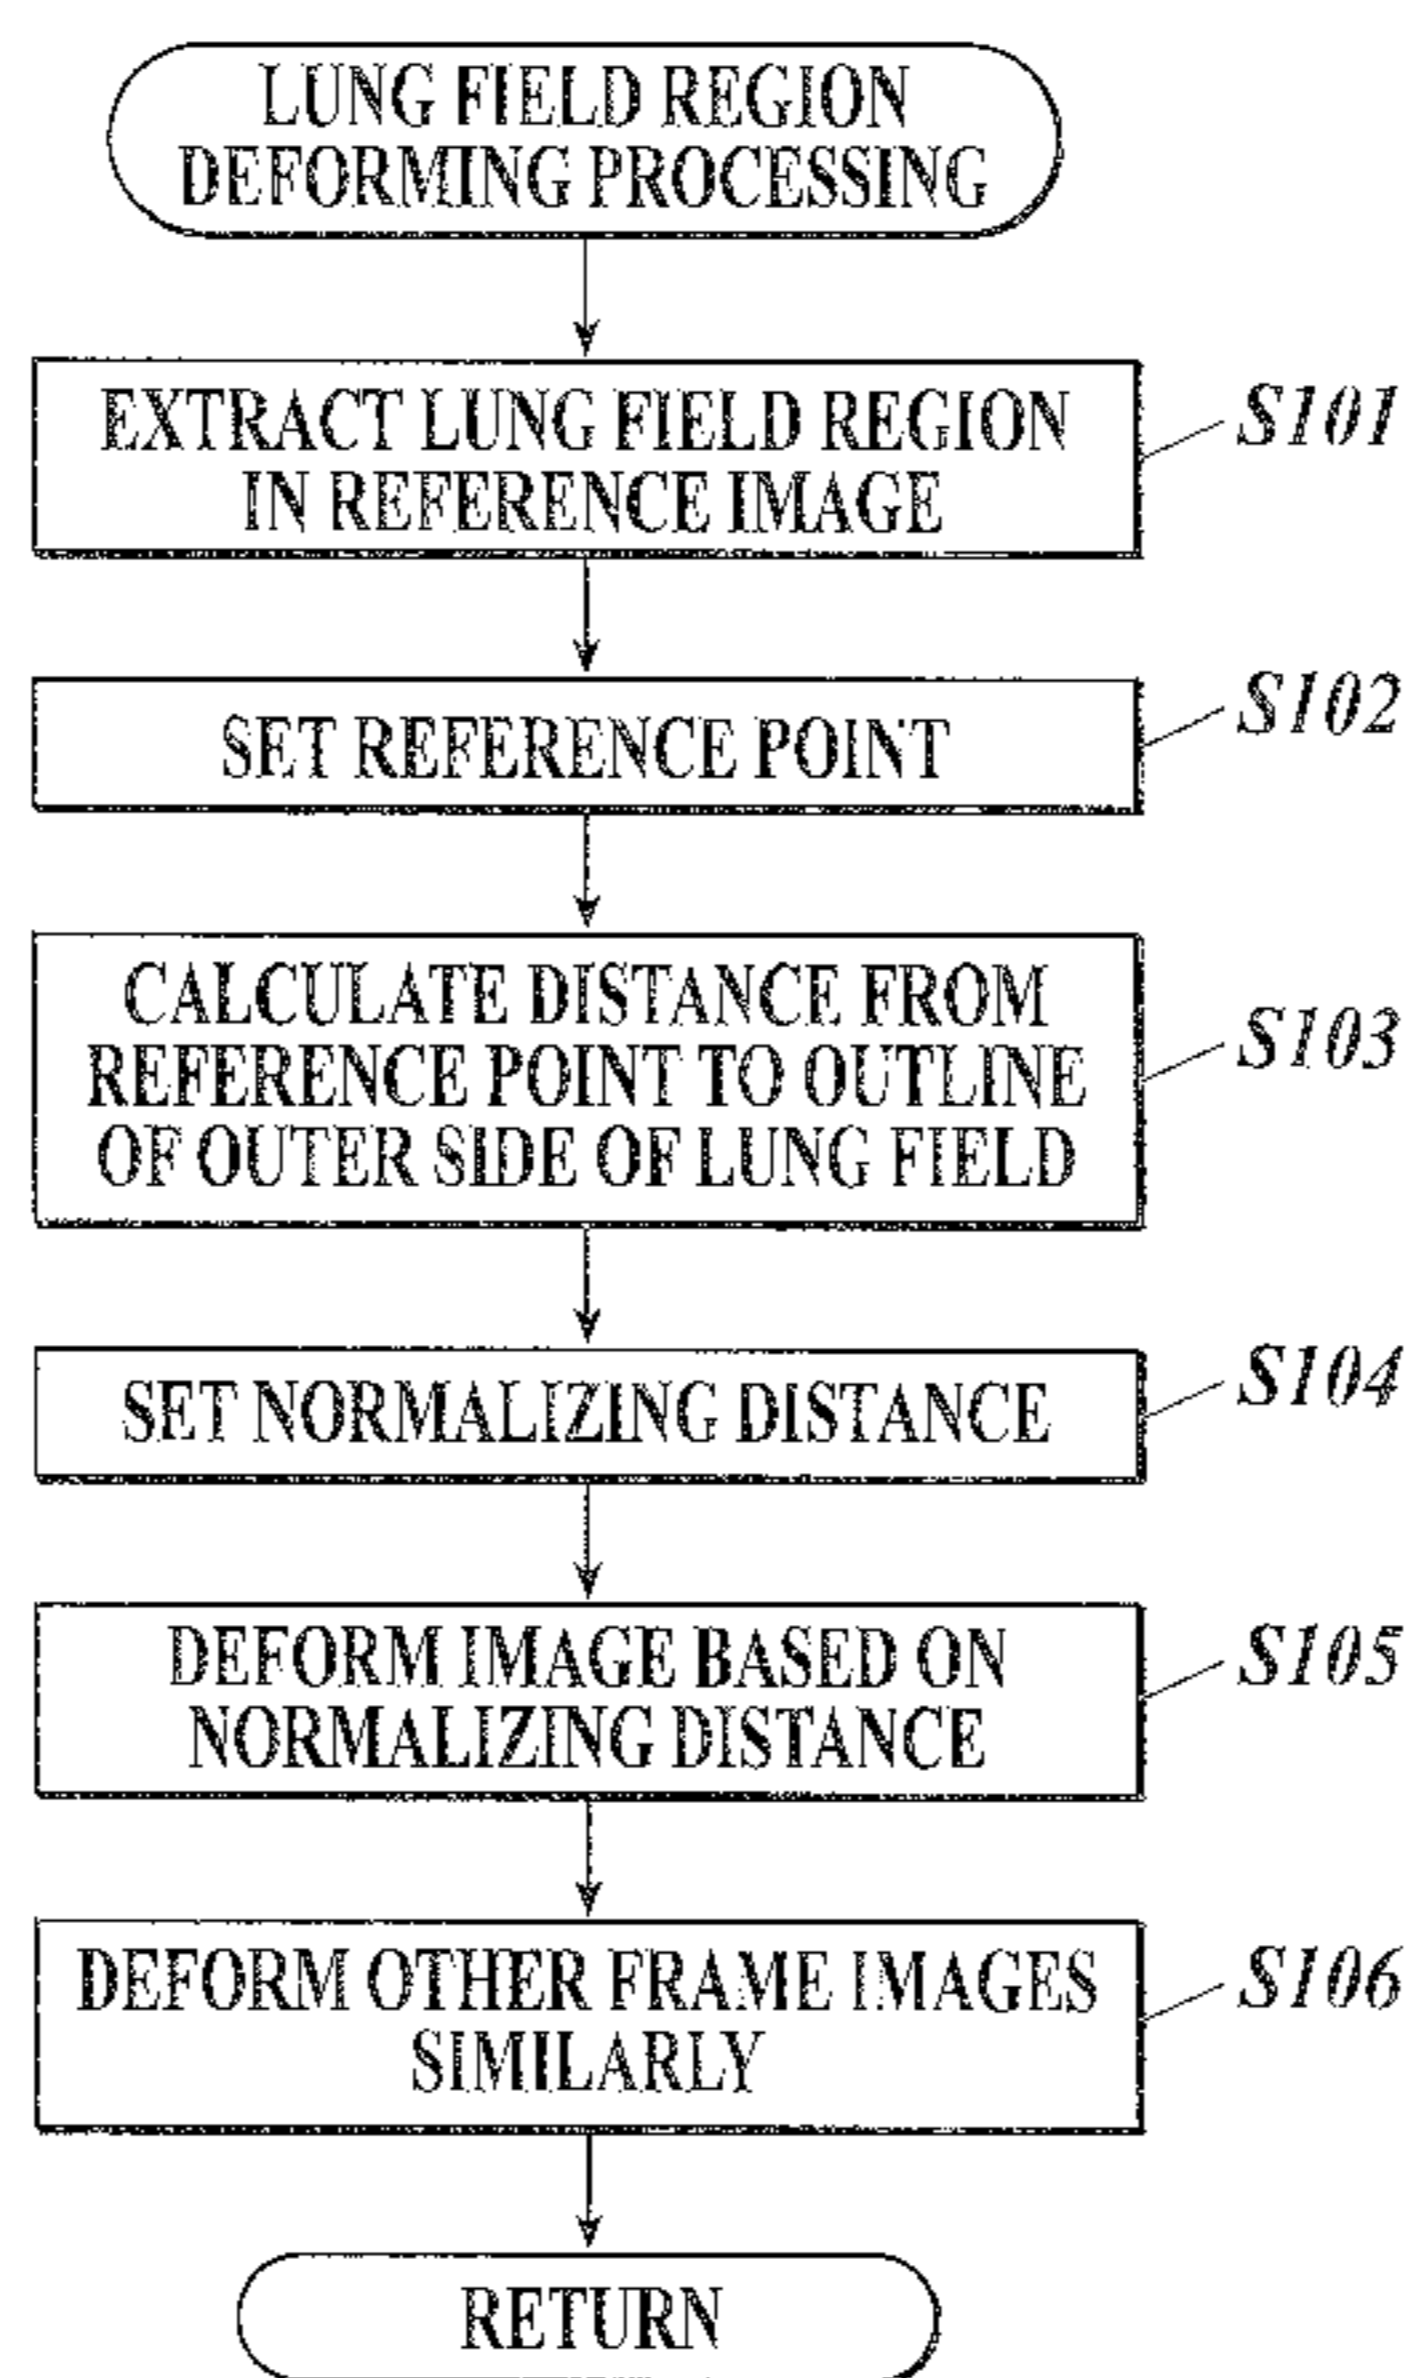 LUNG FIELD REGION
DEFORMING PROCESSING
EXTRACT LUNG FIELD REGION
IN REFERENCE IMAGE
S101
SET REFERENCE POINT
S102
CALCULATE DISTANCE FROM
REFERENCE POINT TO OUTLINE
OF OUTER SIDE OF LUNG FIELD
S103
SET NORMALIZING DISTANCE
S104
DEFORM IMAGE BASED ON
NORMALIZING DISTANCE
S105
DEFORM OTHER FRAME IMAGES
SIMILARLY
S106
RETURN